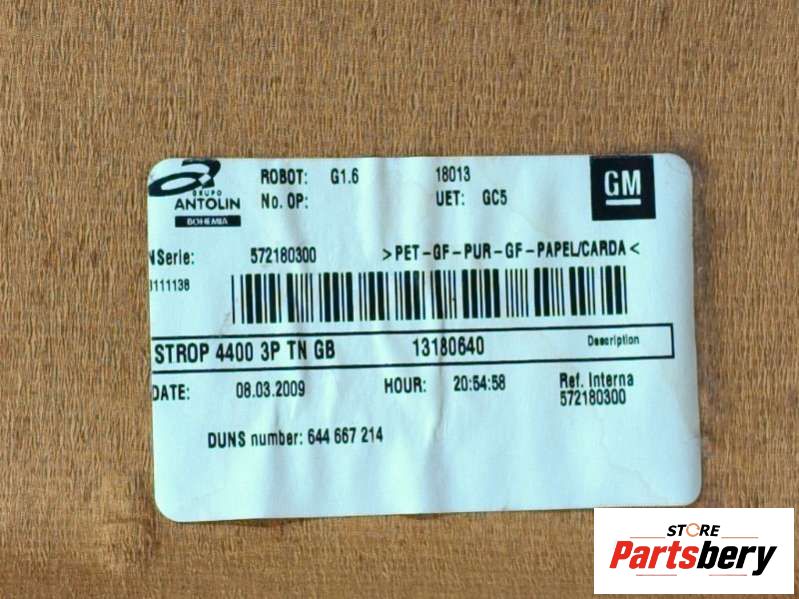 GRUPO
ANTOLIN
BOHEMIA
ROBOT: G1.6 18013
No. OP: UET: GC5
GM
NSerie: 572180300 >PET-GF-PUR-GF-PAPEL/CARDA<
111138
STROP 4400 3P TN GB 13180640 Description
DATE: 08.03.2009 HOUR: 20:54:58 Ref. Interna
572180300
DUNS number: 644 667 214
STORE
Partsbery